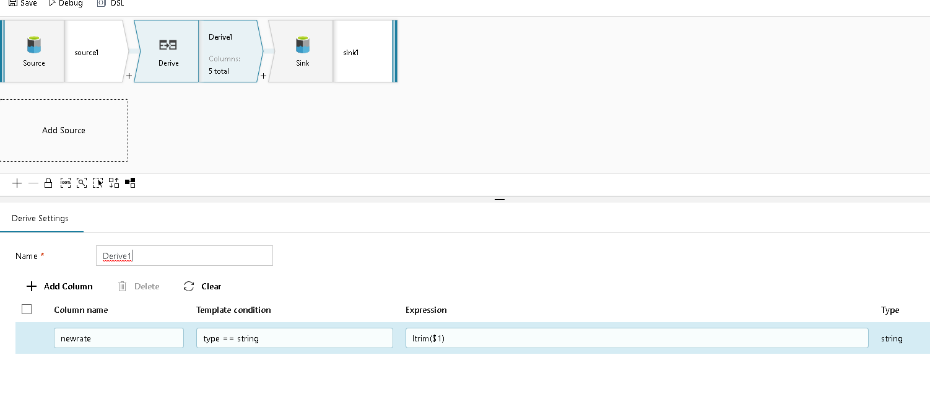 Save Debug DSL
Source
source1
+
Derive
Derive1
Columns:
5 total
+
Sink
sink1
Add Source
Derive Settings
Name *
Derive1
Add Column Delete Clear
Column name Template condition Expression Type
newrate type == string ltrim($1) string